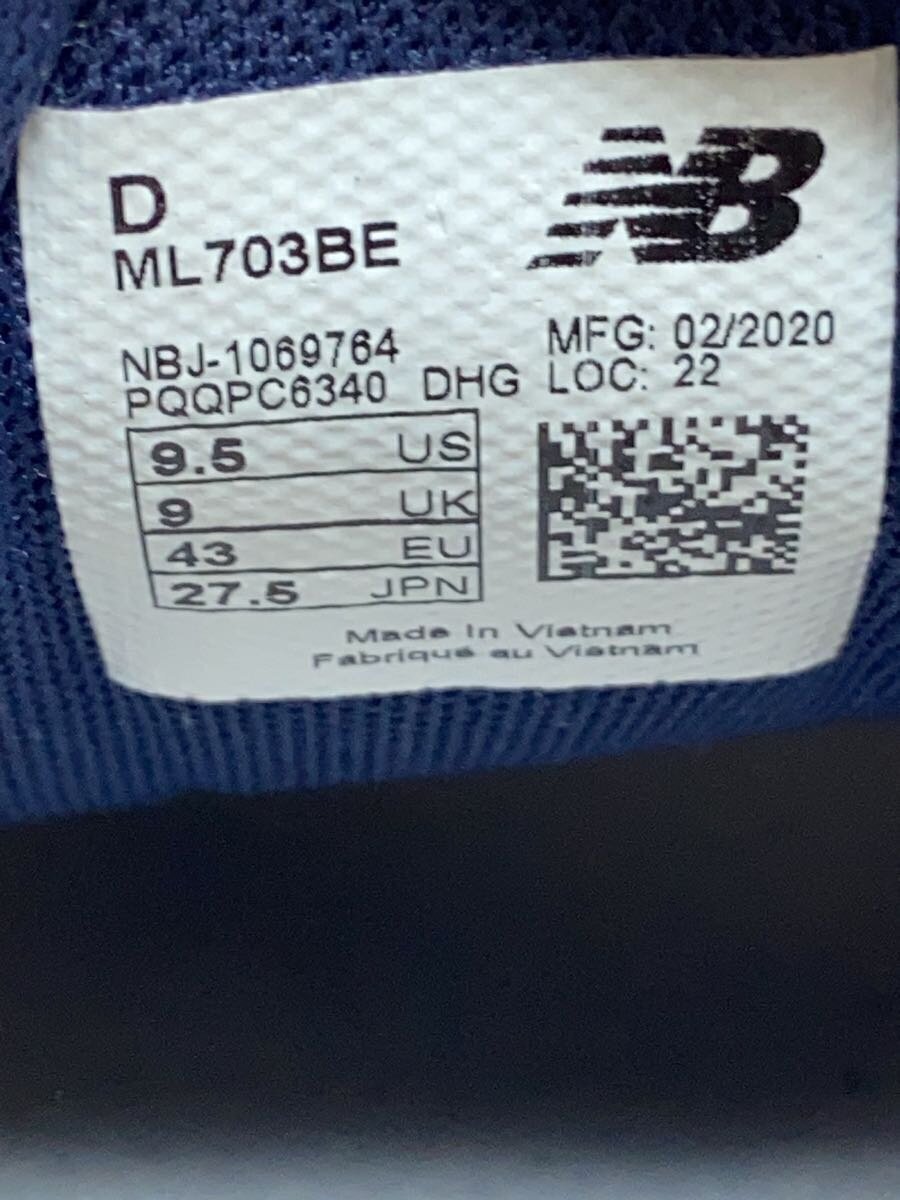 D
NB
ML703BE
NBJ-1069764
PQQPC6340 DHG
MFG: 02/2020
LOC: 22
9.5 US
9 UK
43 EU
27.5 JPN
Made In Vietnam
Fabriqué au Vietnam